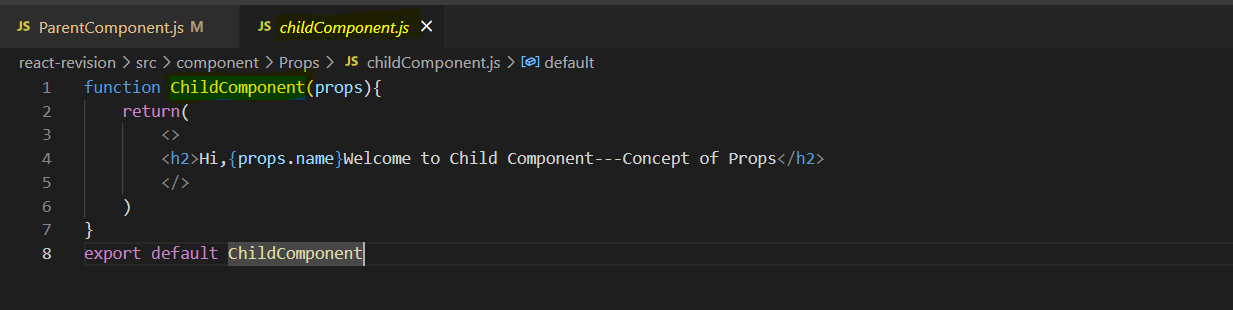 JS ParentComponent.js M JS childComponent.js ×
react-revision > src > component > Props > JS childComponent.js > default
1 function ChildComponent(props){
2 return(
3 <>
4 <h2>Hi,{props.name}Welcome to Child Component---Concept of Props</h2>
5 </>
6 )
7 }
8 export default ChildComponent